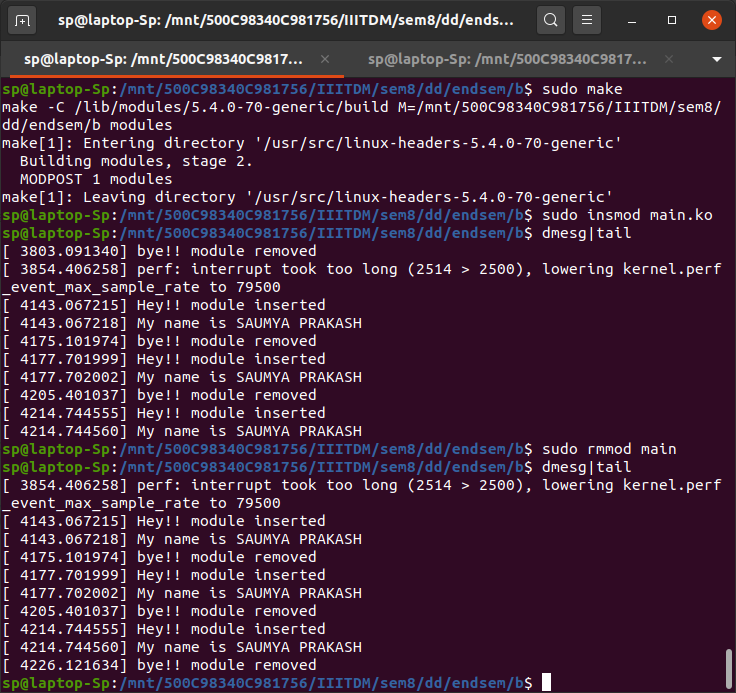 sp@laptop-Sp: /mnt/500C98340C981756/IIITDM/sem8/dd/ends...
sp@laptop-Sp: /mnt/500C98340C9817...
sp@laptop-Sp: /mnt/500C98340C9817...
sp@laptop-Sp:/mnt/500C98340C981756/IIITDM/sem8/dd/endsem/b$ sudo make
make -C /lib/modules/5.4.0-70-generic/build M=/mnt/500C98340C981756/IIITDM/sem8/
dd/endsem/b modules
make[1]: Entering directory '/usr/src/linux-headers-5.4.0-70-generic'
  Building modules, stage 2.
  MODPOST 1 modules
make[1]: Leaving directory '/usr/src/linux-headers-5.4.0-70-generic'
sp@laptop-Sp:/mnt/500C98340C981756/IIITDM/sem8/dd/endsem/b$ sudo insmod main.ko
sp@laptop-Sp:/mnt/500C98340C981756/IIITDM/sem8/dd/endsem/b$ dmesg|tail
[ 3803.091340] bye!! module removed
[ 3854.406258] perf: interrupt took too long (2514 > 2500), lowering kernel.perf
_event_max_sample_rate to 79500
[ 4143.067215] Hey!! module inserted
[ 4143.067218] My name is SAUMYA PRAKASH
[ 4175.101974] bye!! module removed
[ 4177.701999] Hey!! module inserted
[ 4177.702002] My name is SAUMYA PRAKASH
[ 4205.401037] bye!! module removed
[ 4214.744555] Hey!! module inserted
[ 4214.744560] My name is SAUMYA PRAKASH
sp@laptop-Sp:/mnt/500C98340C981756/IIITDM/sem8/dd/endsem/b$ sudo rmmod main
sp@laptop-Sp:/mnt/500C98340C981756/IIITDM/sem8/dd/endsem/b$ dmesg|tail
[ 3854.406258] perf: interrupt took too long (2514 > 2500), lowering kernel.perf
_event_max_sample_rate to 79500
[ 4143.067215] Hey!! module inserted
[ 4143.067218] My name is SAUMYA PRAKASH
[ 4175.101974] bye!! module removed
[ 4177.701999] Hey!! module inserted
[ 4177.702002] My name is SAUMYA PRAKASH
[ 4205.401037] bye!! module removed
[ 4214.744555] Hey!! module inserted
[ 4214.744560] My name is SAUMYA PRAKASH
[ 4226.121634] bye!! module removed
sp@laptop-Sp:/mnt/500C98340C981756/IIITDM/sem8/dd/endsem/b$